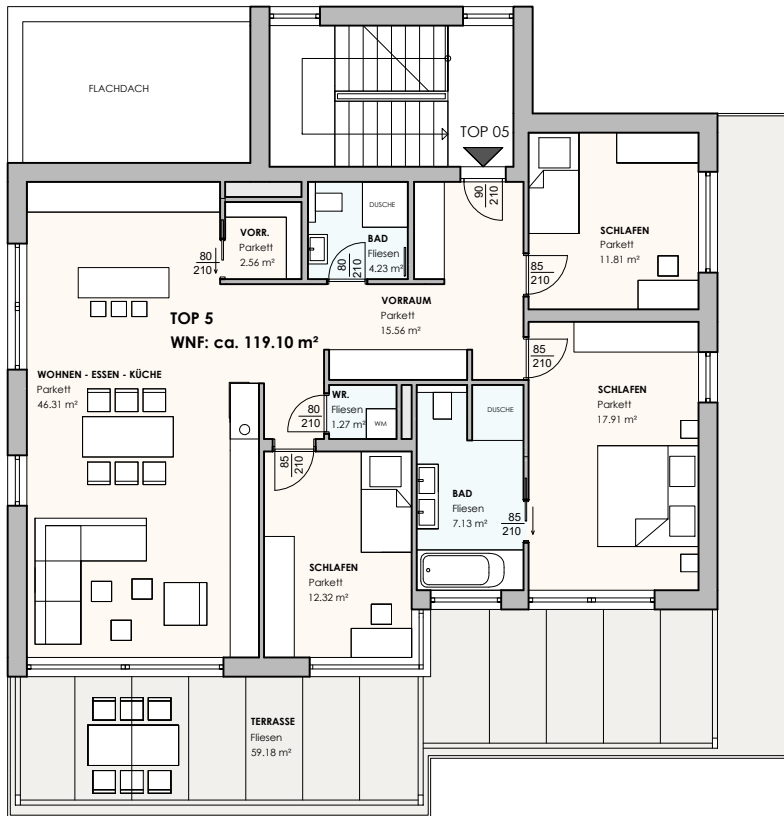 FLACHDACH
TOP 05
90
210
DUSCHE
VORR.
Parkett
2.56 m²
BAD
Fliesen
4.23 m²
80
210
80
210
SCHLAFEN
Parkett
11.81 m²
85
210
VORRAUM
Parkett
15.56 m²
TOP 5
WNF: ca. 119.10 m²
85
210
WOHNEN - ESSEN - KÜCHE
Parkett
46.31 m²
WR.
Fliesen
1.27 m²
WM
80
210
DUSCHE
SCHLAFEN
Parkett
17.91 m²
85
210
BAD
Fliesen
7.13 m²
85
210
SCHLAFEN
Parkett
12.32 m²
TERRASSE
Fliesen
59.18 m²